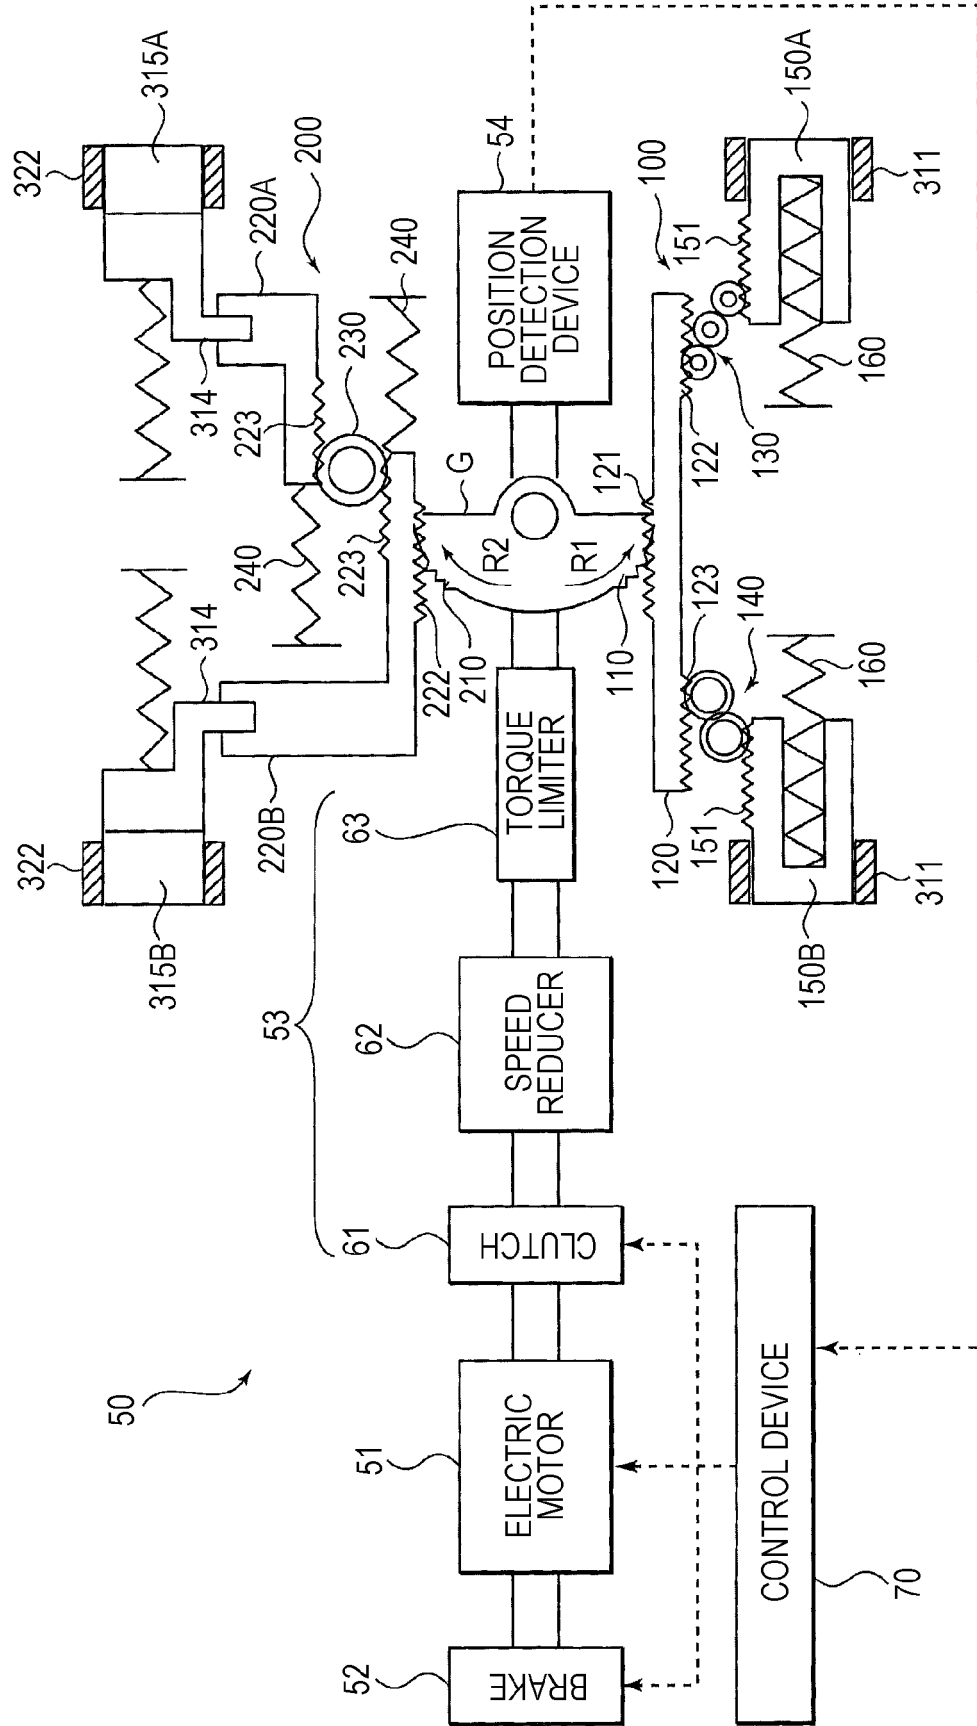 322
315A
200
220A
314
223
230
240
240
314
223
222
210
220B
322
315B
G
R2
R1
54
POSITION
DETECTION
DEVICE
121
110
123
140
120
151
160
150B
311
122
130
100
151
160
150A
311
53
63
TORQUE
LIMITER
62
SPEED
REDUCER
61
CLUTCH
50
51
ELECTRIC
MOTOR
52
BRAKE
CONTROL DEVICE
70